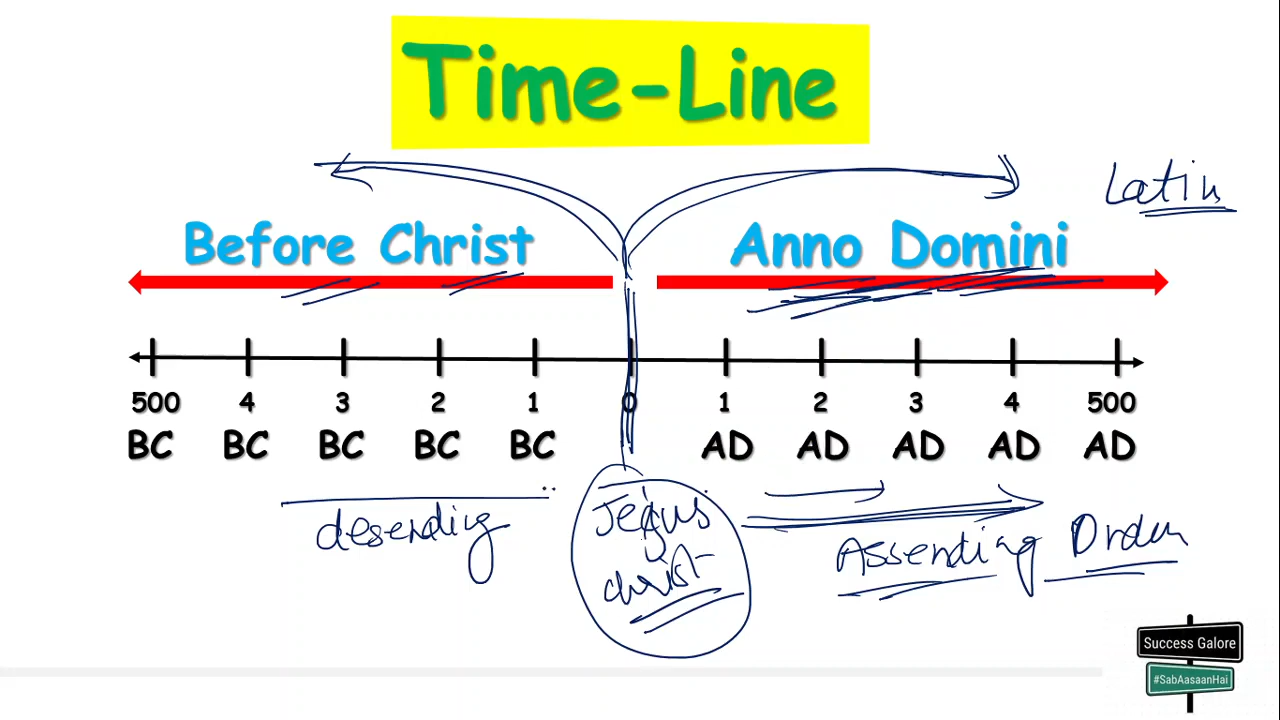 Time-Line
Latin
Before Christ Anno Domini
500 4 3 2 1 0 1 2 3 4 500
BC BC BC BC BC AD AD AD AD AD
desending
Jesus
christ
Assending Order
Success Galore
#SabAasaanHai